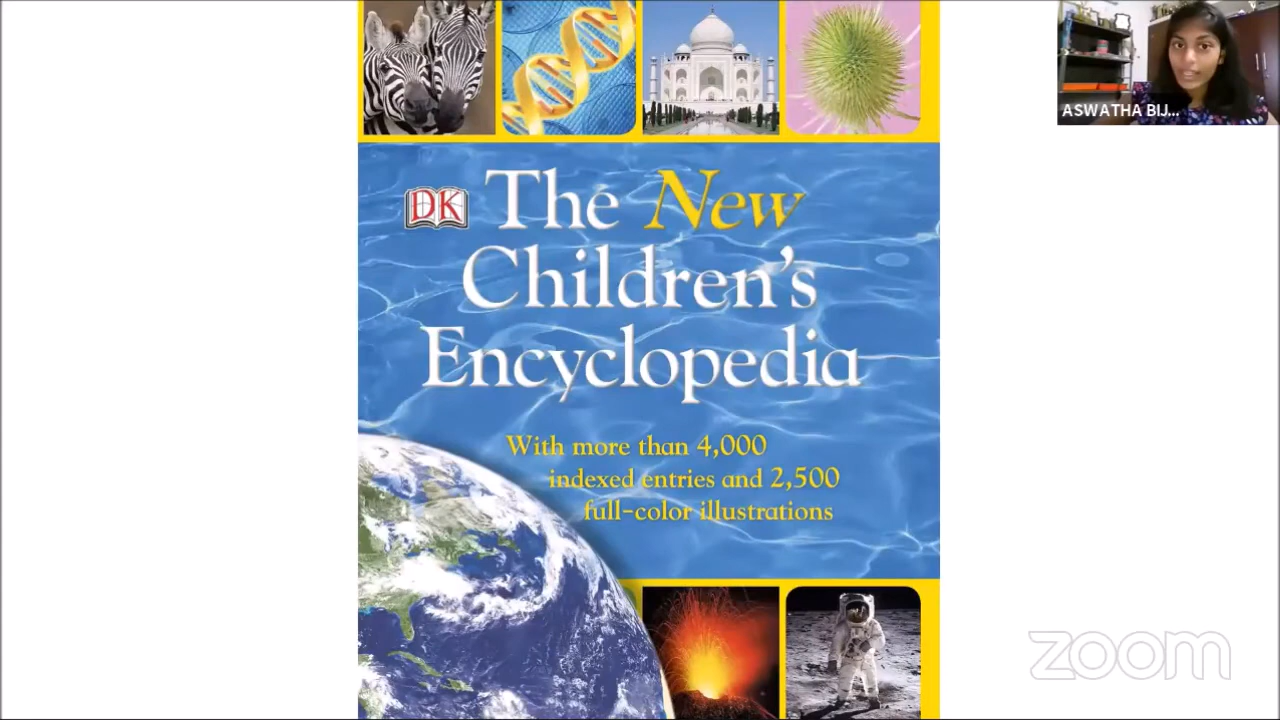 ASWATHA BIJ...
DK
The New
Children's
Encyclopedia
With more than 4,000
indexed entries and 2,500
full-color illustrations
zoom